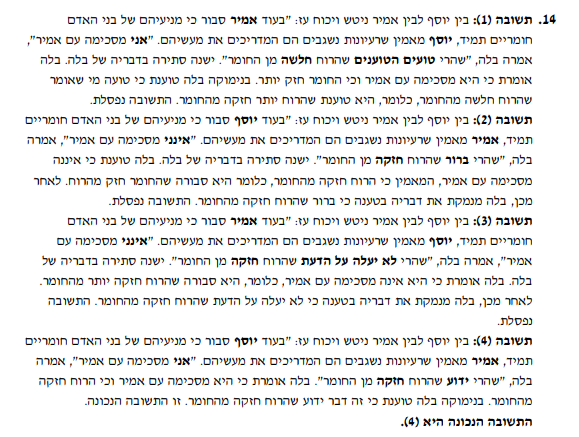 14. תשובה (1): בין יוסף לבין אמיר ניטש ויכוח עז: "בעוד אמיר סבור כי מניעיהם של בני האדם
חומריים תמיד, יוסף מאמין שרעיונות נשגבים הם המדריכים את מעשיהם. "אני מסכימה עם אמיר",
אמרה בלה, "שהרי טועים הטוענים שהרוח חלשה מן החומר". ישנה סתירה בדבריה של בלה. בלה
אומרת כי היא מסכימה עם אמיר וכי החומר חזק יותר. בנימוקה בלה טוענת כי טועה מי שאומר
שהרוח חלשה מהחומר, כלומר, היא טוענת שהרוח יותר חזקה מהחומר. התשובה נפסלת.
תשובה (2): בין יוסף לבין אמיר ניטש ויכוח עז: "בעוד יוסף סבור כי מניעיהם של בני האדם חומריים
תמיד, אמיר מאמין שרעיונות נשגבים הם המדריכים את מעשיהם. "אינני מסכימה עם אמיר", אמרה
בלה, "שהרי ברור שהרוח חזקה מן החומר". ישנה סתירה בדבריה של בלה. בלה טוענת כי איננה
מסכימה עם אמיר, המאמין כי הרוח חזקה מהחומר, כלומר היא סבורה שהחומר חזק מהרוח. לאחר
מכן, בלה מנמקת את דבריה בטענה כי ברור שהרוח חזקה מהחומר. התשובה נפסלת.
תשובה (3): בין יוסף לבין אמיר ניטש ויכוח עז: "בעוד אמיר סבור כי מניעיהם של בני האדם
חומריים תמיד, יוסף מאמין שרעיונות נשגבים הם המדריכים את מעשיהם. "אינני מסכימה עם
אמיר", אמרה בלה, "שהרי לא יעלה על הדעת שהרוח חזקה מן החומר". ישנה סתירה בדבריה של
בלה. בלה אומרת כי היא אינה מסכימה עם אמיר, כלומר, היא סבורה שהרוח חזקה יותר מהחומר.
לאחר מכן, בלה מנמקת את דבריה בטענה כי לא יעלה על הדעת שהרוח חזקה מהחומר. התשובה
נפסלת.
תשובה (4): בין יוסף לבין אמיר ניטש ויכוח עז: "בעוד יוסף סבור כי מניעיהם של בני האדם חומריים
תמיד, אמיר מאמין שרעיונות נשגבים הם המדריכים את מעשיהם. "אני מסכימה עם אמיר", אמרה
בלה, "שהרי ידוע שהרוח חזקה מן החומר". בלה אומרת כי היא מסכימה עם אמיר וכי הרוח חזקה
מהחומר. בנימוקה בלה טוענת כי זה דבר ידוע שהרוח חזקה מהחומר. זו התשובה הנכונה.
התשובה הנכונה היא (4).